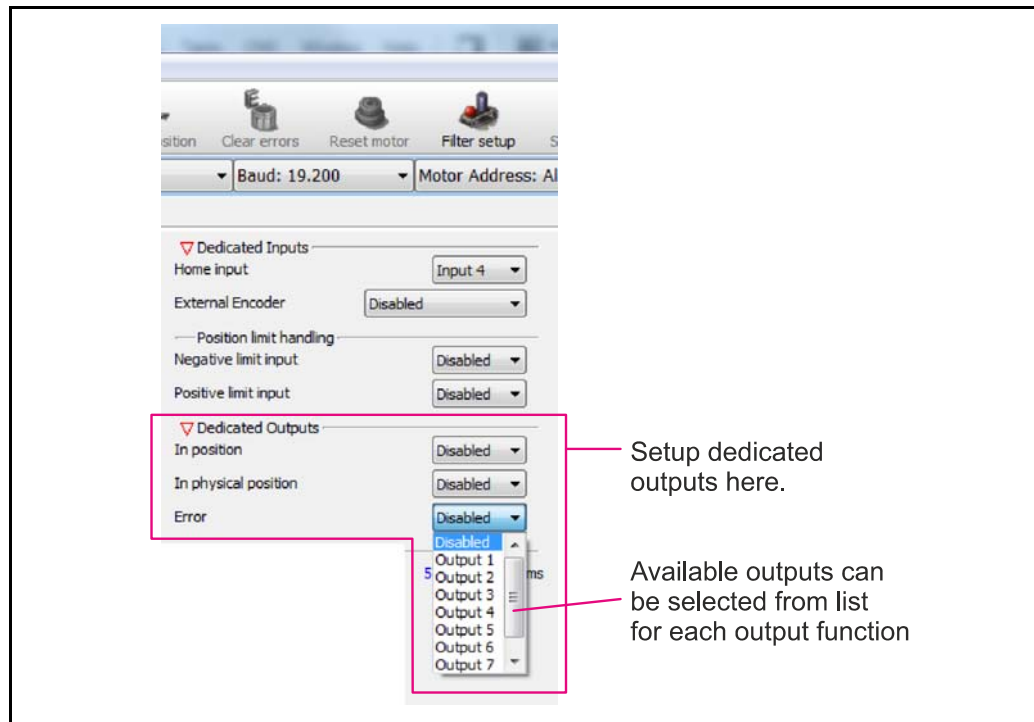 sition Clear errors Reset motor Filter setup S
Baud: 19.200 Motor Address: Al
Dedicated Inputs
Home input Input 4
External Encoder Disabled
Position limit handling
Negative limit input Disabled
Positive limit input Disabled
Dedicated Outputs
In position Disabled
In physical position Disabled
Error Disabled
Disabled
Output 1
5 Output 2 ms
Output 3
Output 4
Output 5
Output 6
Output 7
Setup dedicated
outputs here.
Available outputs can
be selected from list
for each output function